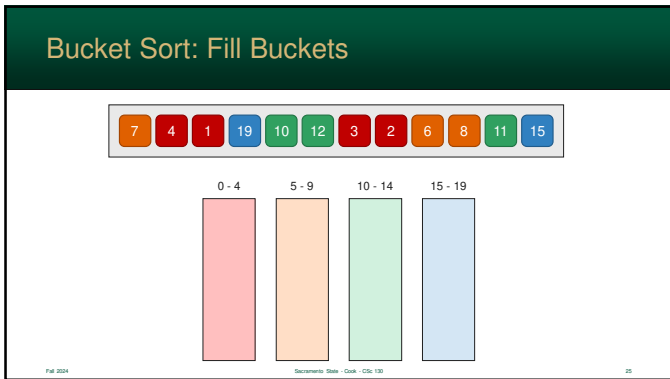 Bucket Sort: Fill Buckets
7 4 1 19 10 12 3 2 6 8 11 15
0 - 4 5 - 9 10 - 14 15 - 19
Fall 2024 Sacramento State - Cook - CSc 130 25